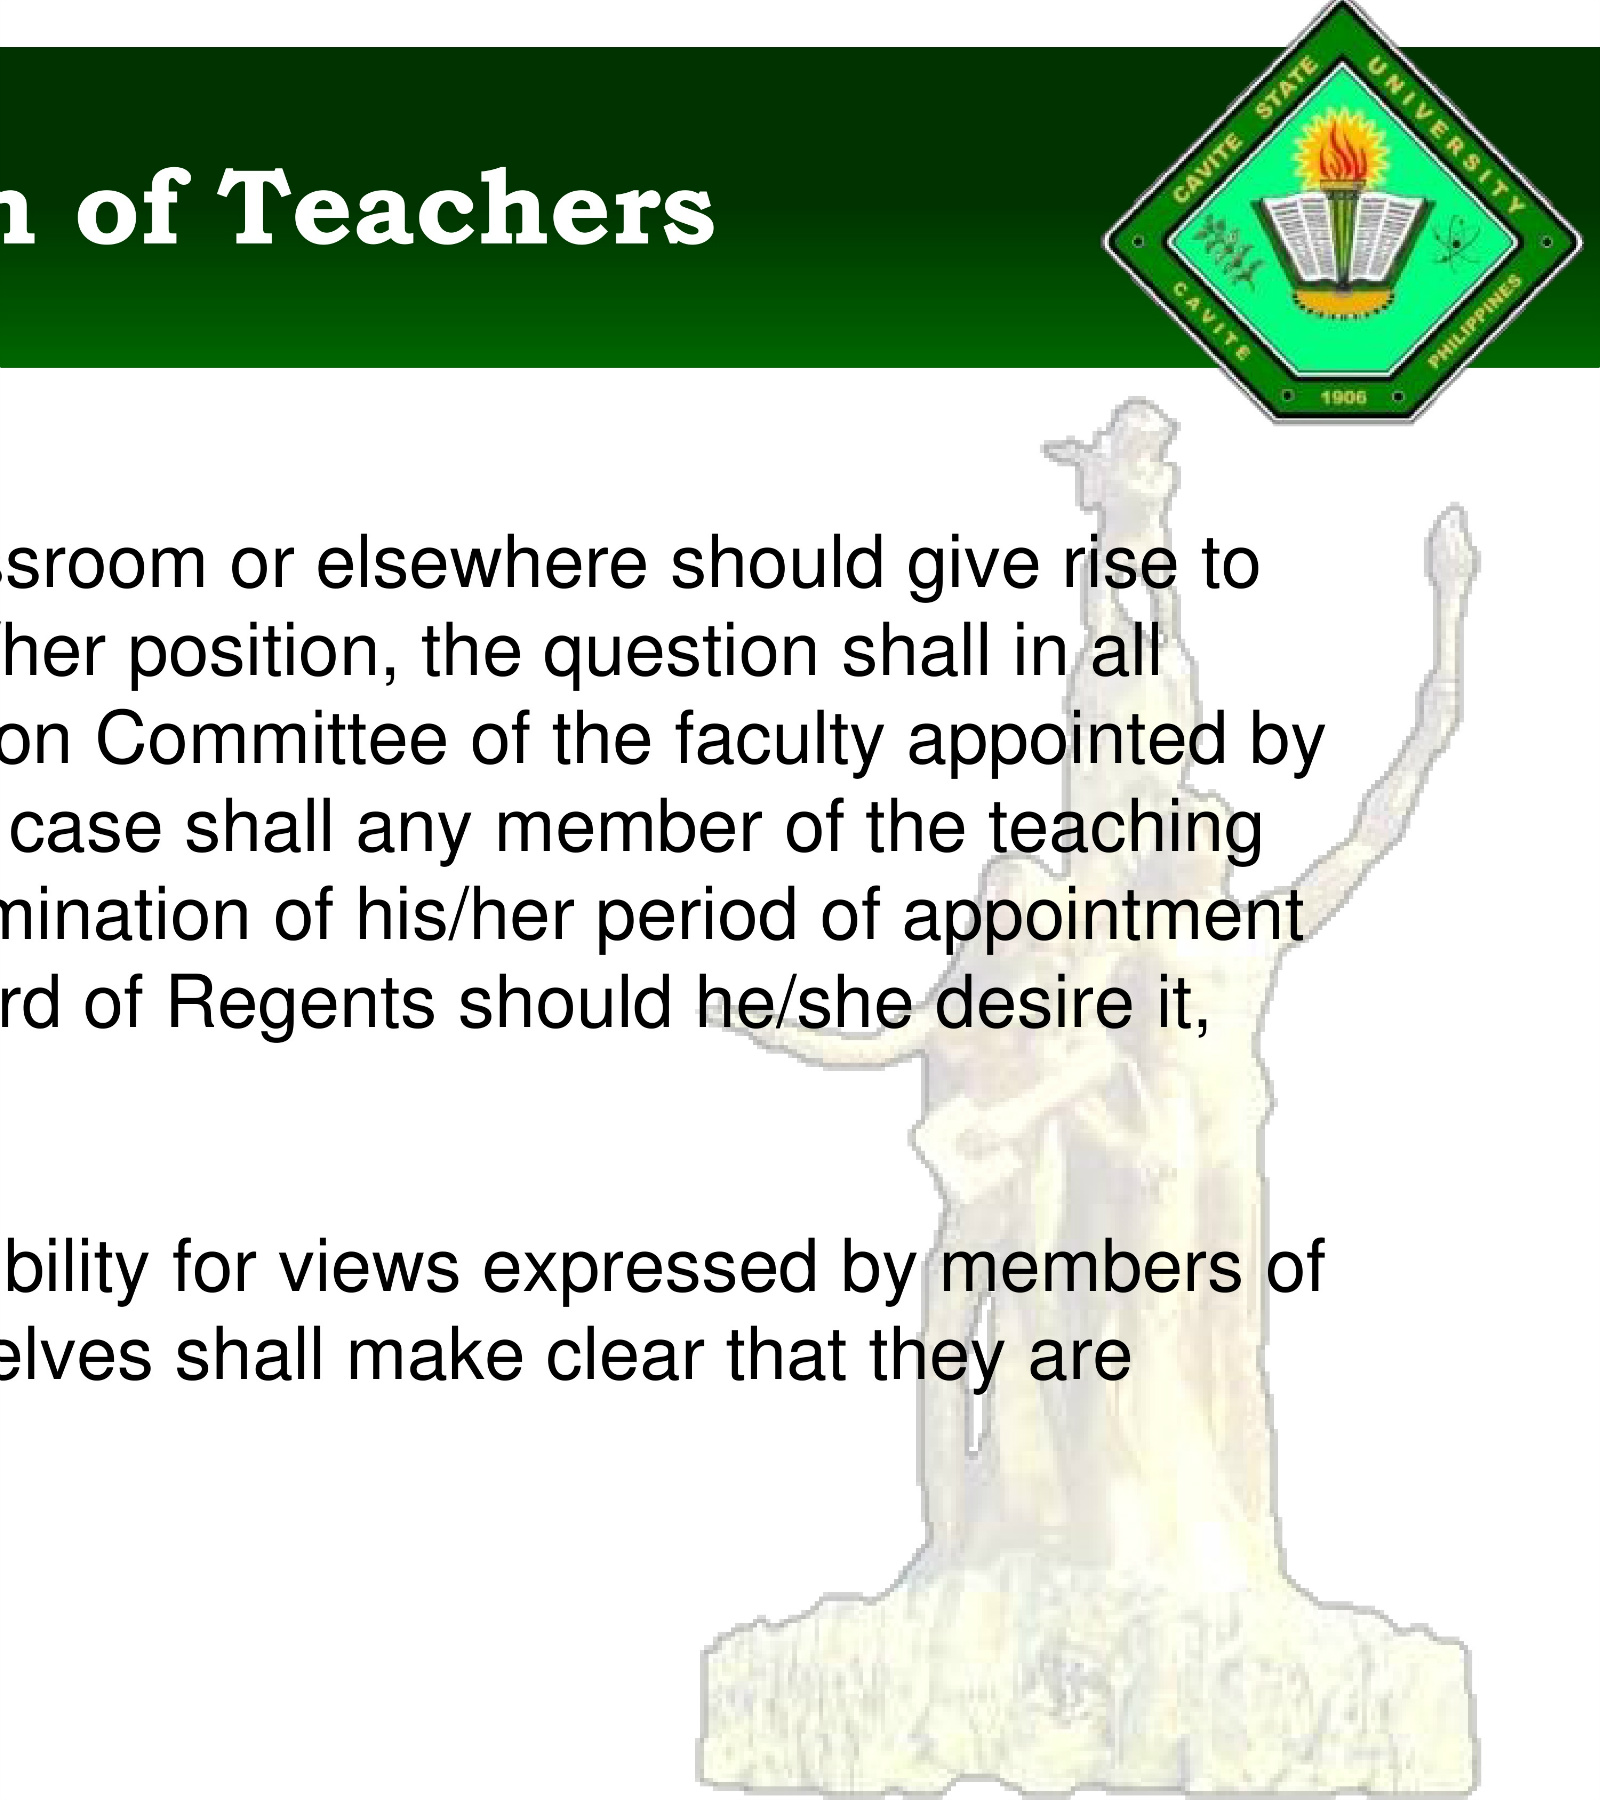 n of Teachers
CAVITE STATE UNIVERSITY
CAVITE PHILIPPINES
1906
sroom or elsewhere should give rise to
/her position, the question shall in all
on Committee of the faculty appointed by
case shall any member of the teaching
mination of his/her period of appointment
rd of Regents should he/she desire it,
bility for views expressed by members of
elves shall make clear that they are